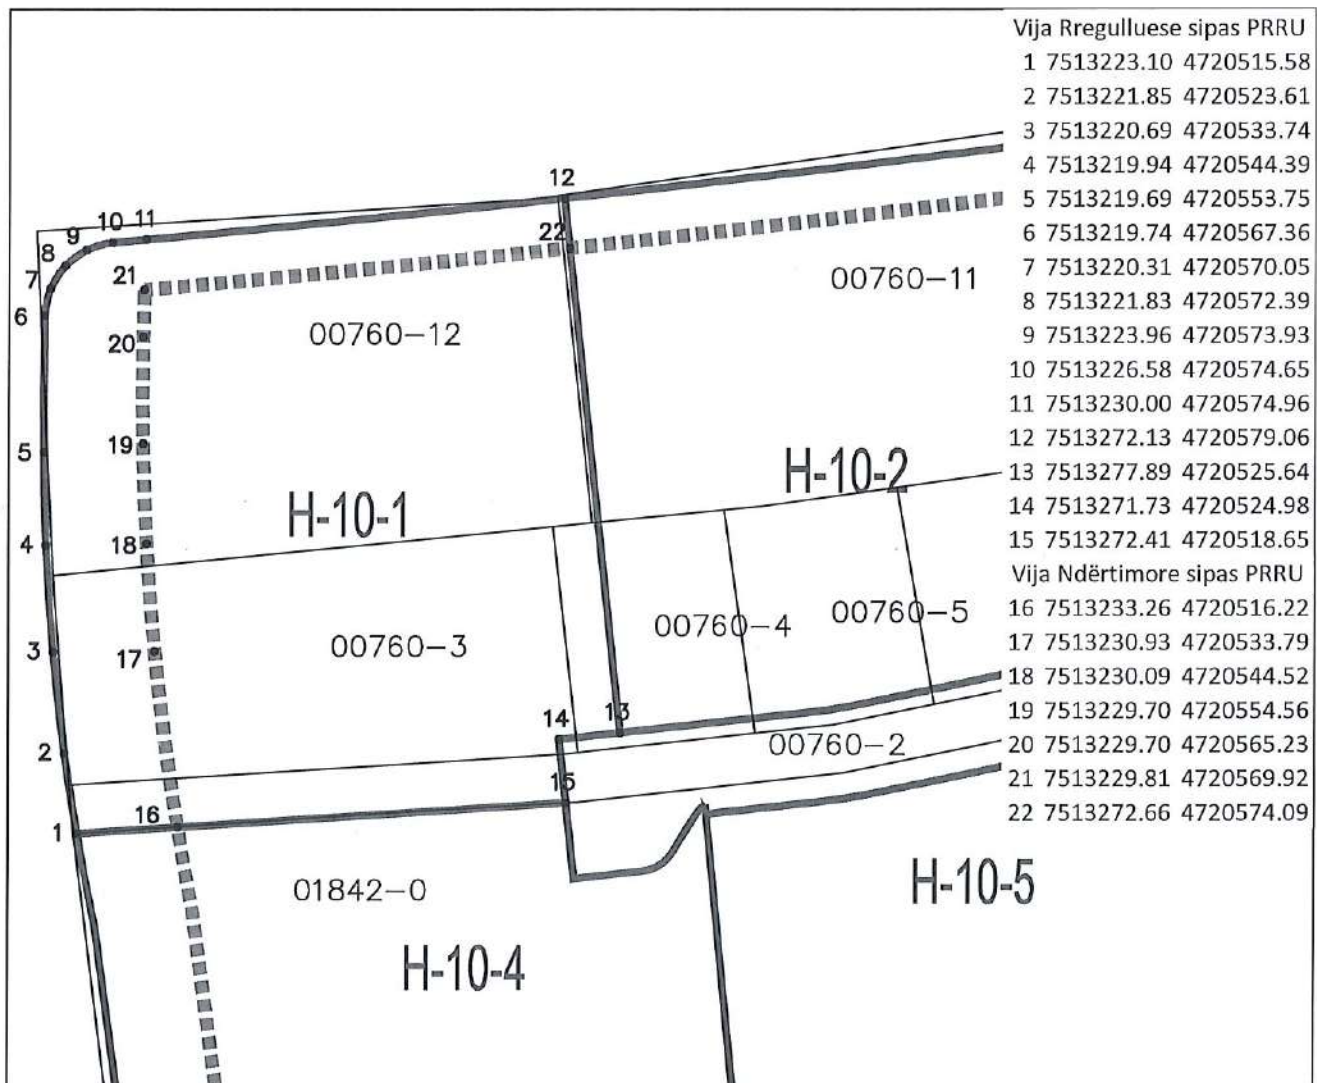 Vija Rregulluese sipas PRRU
1 7513223.10 4720515.58
2 7513221.85 4720523.61
3 7513220.69 4720533.74
4 7513219.94 4720544.39
5 7513219.69 4720553.75
6 7513219.74 4720567.36
7 7513220.31 4720570.05
8 7513221.83 4720572.39
9 7513223.96 4720573.93
10 7513226.58 4720574.65
11 7513230.00 4720574.96
12 7513272.13 4720579.06
13 7513277.89 4720525.64
14 7513271.73 4720524.98
15 7513272.41 4720518.65
Vija Ndërtimore sipas PRRU
16 7513233.26 4720516.22
17 7513230.93 4720533.79
18 7513230.09 4720544.52
19 7513229.70 4720554.56
20 7513229.70 4720565.23
21 7513229.81 4720569.92
22 7513272.66 4720574.09
12
10 11
9
8
22
7
21
00760-11
6
20
00760-12
19
5
H-10-2
H-10-1
4
18
00760-5
00760-4
3
17
00760-3
14
13
2
00760-2
15
16
1
01842-0
H-10-5
H-10-4